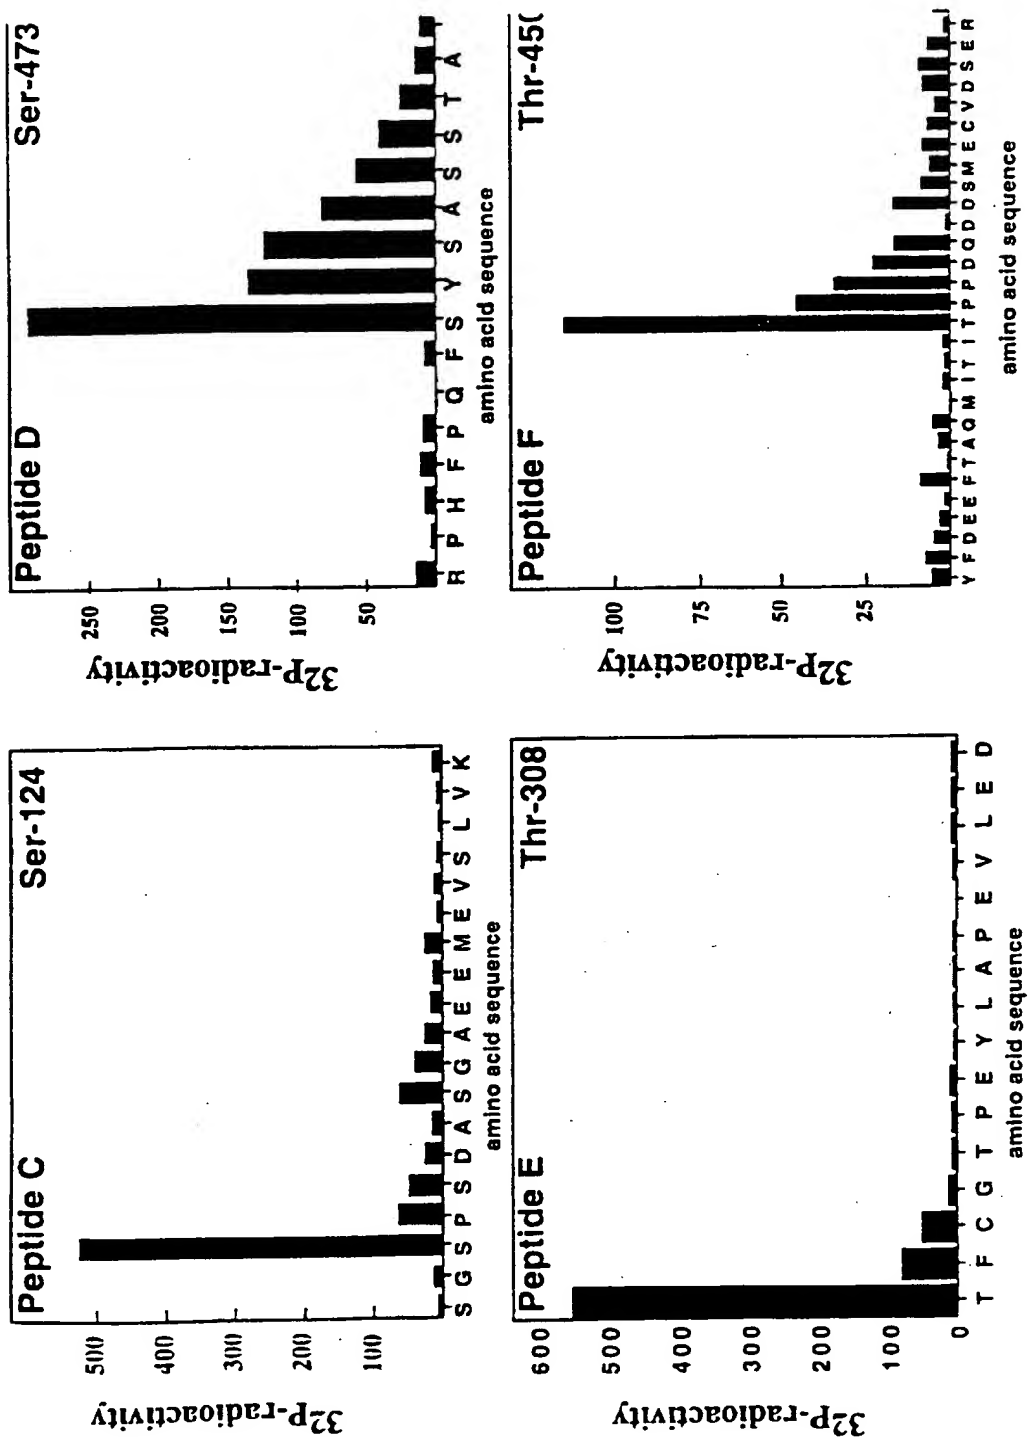 Peptide C
Ser-124
32P-radioactivity
500
400
300
200
100
S G S P S D A S G A E E M E V S L V K
amino acid sequence
Peptide D
Ser-473
32P-radioactivity
250
200
150
100
50
R P H F P Q F S Y S A S S T A
amino acid sequence
Peptide E
Thr-308
32P-radioactivity
600
500
400
300
200
100
0
T F C G T P E Y L A P E V L E D
amino acid sequence
Peptide F
Thr-45
32P-radioactivity
100
75
50
25
Y F D E E F T A Q M I T I T P P D Q D D S M E C V D S E R
amino acid sequence